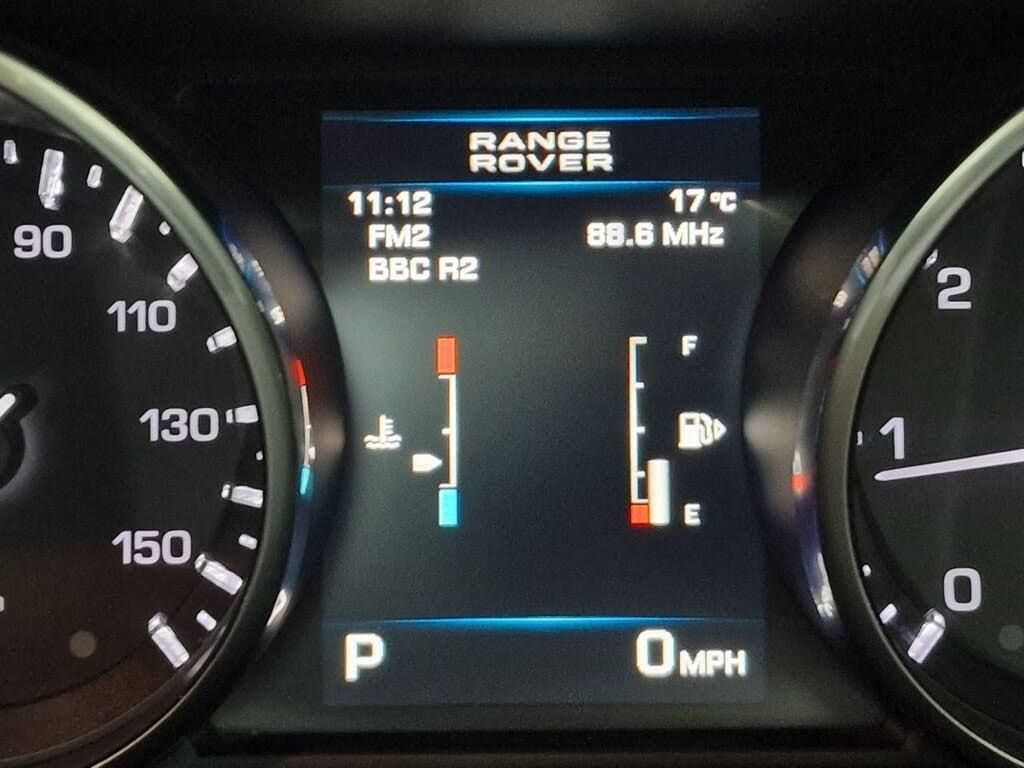 RANGE
ROVER
11:12 17 °C
FM2 88.6 MHz
BBC R2
F
E
P 0 MPH
90
110
130
150
2
1
0